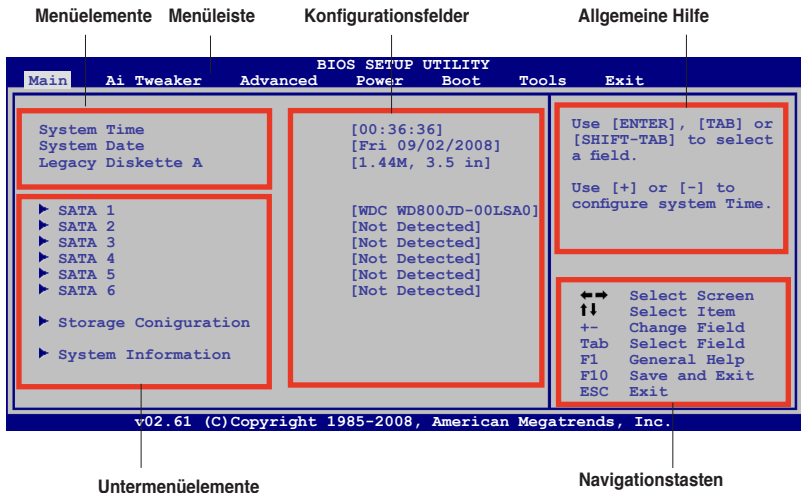 Menüelemente Menüleiste Konfigurationsfelder Allgemeine Hilfe
BIOS SETUP UTILITY
Main Ai Tweaker Advanced Power Boot Tools Exit
System Time [00:36:36]
System Date [Fri 09/02/2008]
Legacy Diskette A [1.44M, 3.5 in]
SATA 1 [WDC WD800JD-00LSA0]
SATA 2 [Not Detected]
SATA 3 [Not Detected]
SATA 4 [Not Detected]
SATA 5 [Not Detected]
SATA 6 [Not Detected]
Storage Coniguration
System Information
Use [ENTER], [TAB] or
[SHIFT-TAB] to select
a field.
Use [+] or [-] to
configure system Time.
←→ Select Screen
↑↓ Select Item
+- Change Field
Tab Select Field
F1 General Help
F10 Save and Exit
ESC Exit
v02.61 (C)Copyright 1985-2008, American Megatrends, Inc.
Untermenüelemente Navigationstasten